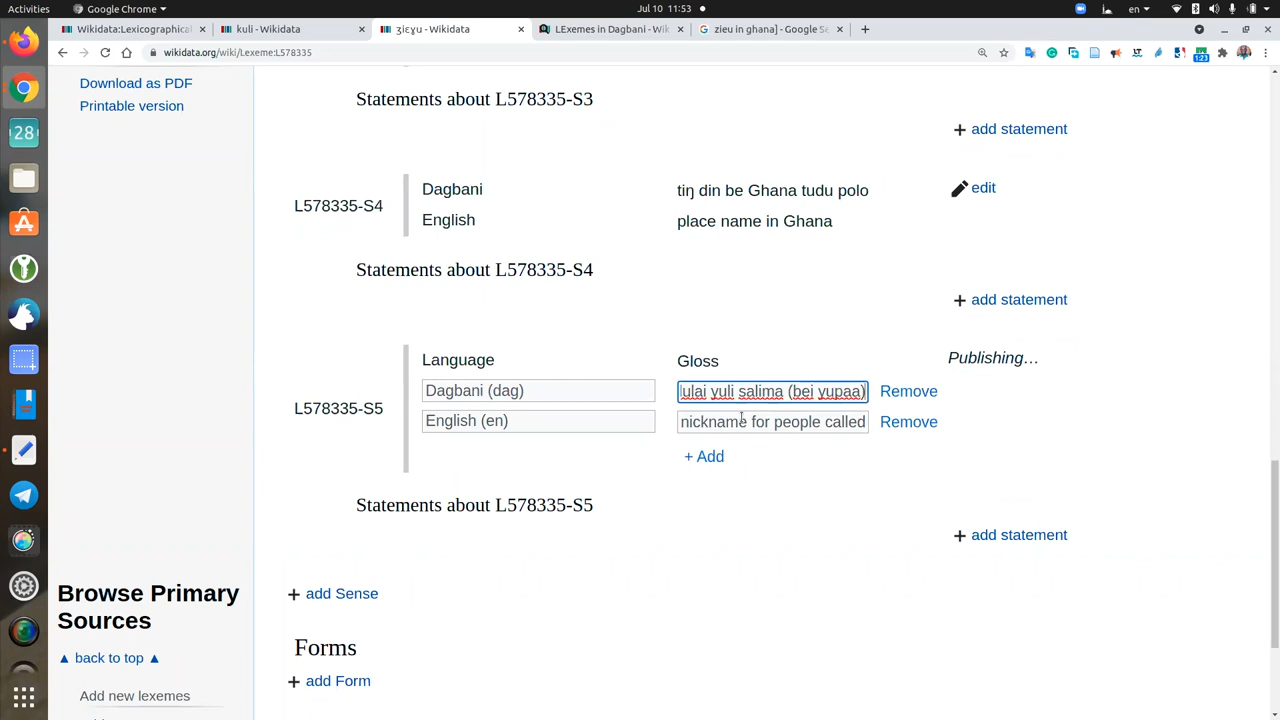 Activities
Google Chrome
Jul 10 11:53
en
Wikidata:Lexicographical
kuli - Wikidata
ʒiɛɣu - Wikidata
LExemes in Dagbani - Wik
zieu in ghana] - Google Se
wikidata.org/wiki/Lexeme:L578335
1:23
28
Download as PDF
Printable version
Statements about L578335-S3
+ add statement
L578335-S4
Dagbani
tiŋ din be Ghana tudu polo
edit
English
place name in Ghana
Statements about L578335-S4
+ add statement
L578335-S5
Language
Gloss
Publishing…
Dagbani (dag)
ulai yuli salima (bei yupaa)
Remove
English (en)
nickname for people called
Remove
+ Add
Statements about L578335-S5
+ add statement
+ add Sense
Forms
+ add Form
Browse Primary
Sources
▲ back to top ▲
Add new lexemes